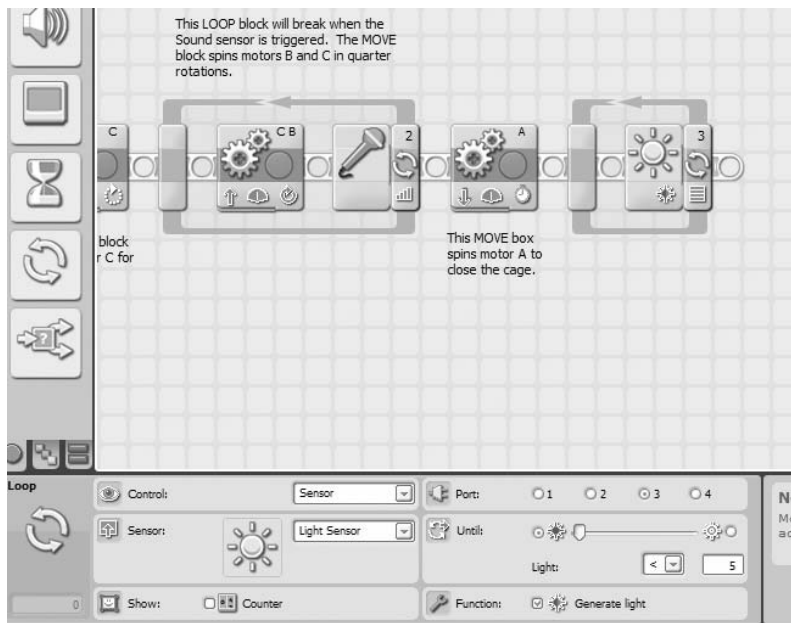 This LOOP block will break when the
Sound sensor is triggered. The MOVE
block spins motors B and C in quarter
rotations.
C
C B
2
A
3
block
r C for
This MOVE box
spins motor A to
close the cage.
Loop
Control:
Sensor
Port:
1
2
3
4
Sensor:
Light Sensor
Until:
Light:
<
5
0
Show:
Counter
Function:
Generate light
N
M
ac